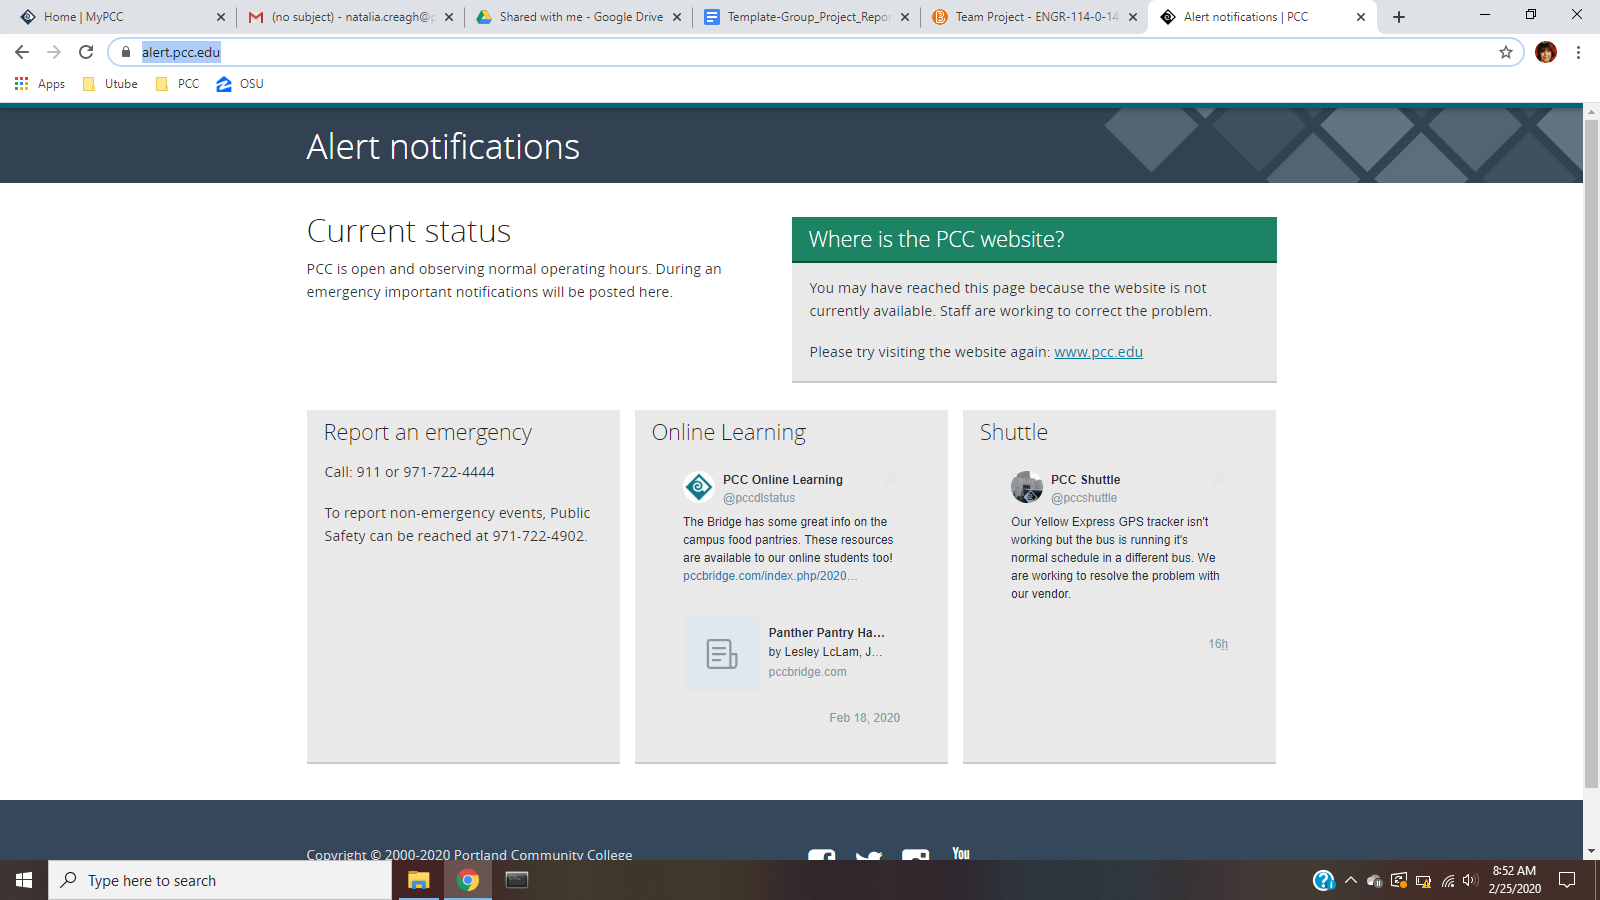 Home | MyPCC
(no subject) - natalia.creagh@p
Shared with me - Google Drive
Template-Group_Project_Repor
Team Project - ENGR-114-0-14
Alert notifications | PCC
alert.pcc.edu
Apps
Utube
PCC
OSU
Alert notifications
Current status
PCC is open and observing normal operating hours. During an
emergency important notifications will be posted here.
Where is the PCC website?
You may have reached this page because the website is not
currently available. Staff are working to correct the problem.
Please try visiting the website again: www.pcc.edu
Report an emergency
Call: 911 or 971-722-4444
To report non-emergency events, Public
Safety can be reached at 971-722-4902.
Online Learning
PCC Online Learning
@pccdlstatus
The Bridge has some great info on the
campus food pantries. These resources
are available to our online students too!
pccbridge.com/index.php/2020…
Panther Pantry Ha…
by Lesley LcLam, J…
pccbridge.com
Feb 18, 2020
Shuttle
PCC Shuttle
@pccshuttle
Our Yellow Express GPS tracker isn't
working but the bus is running it's
normal schedule in a different bus. We
are working to resolve the problem with
our vendor.
16h
Copyright © 2000-2020 Portland Community College
You
Type here to search
8:52 AM
2/25/2020